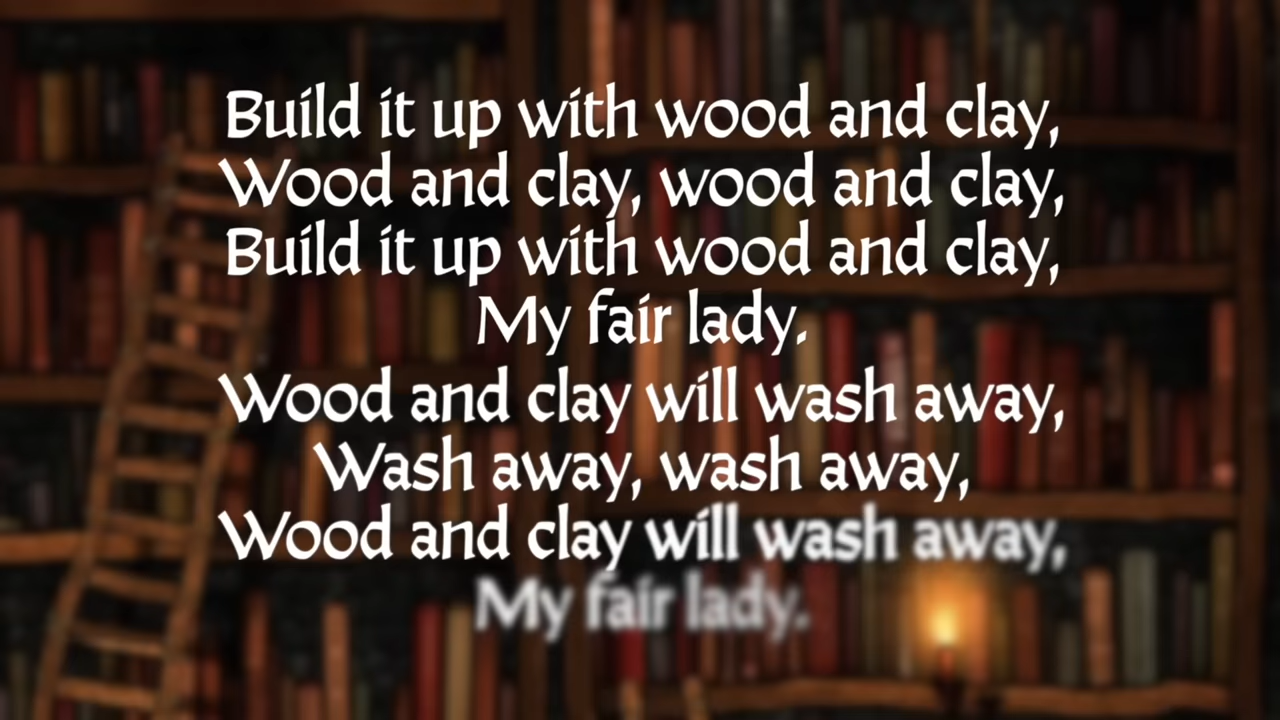 Build it up with wood and clay,
Wood and clay, wood and clay,
Build it up with wood and clay,
My fair lady.
Wood and clay will wash away,
Wash away, wash away,
Wood and clay will wash away,
My fair lady.